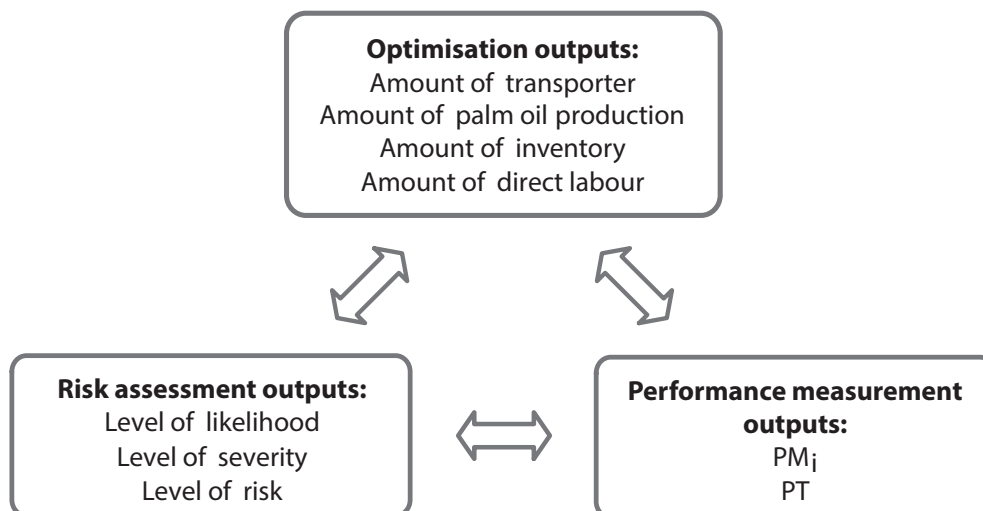 Optimisation outputs:
Amount of transporter
Amount of palm oil production
Amount of inventory
Amount of direct labour
Risk assessment outputs:
Level of likelihood
Level of severity
Level of risk
Performance measurement
outputs:
PMi
PT